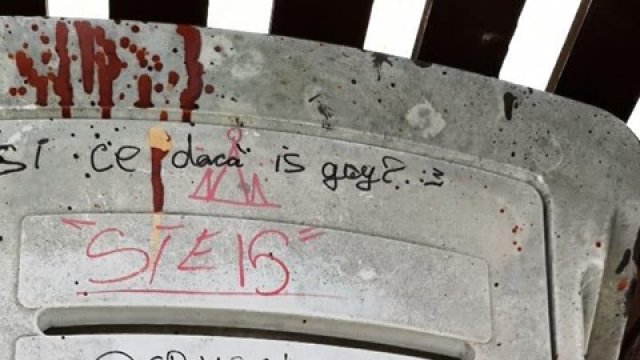 si ce dacă is gay? :=
"STEIS"